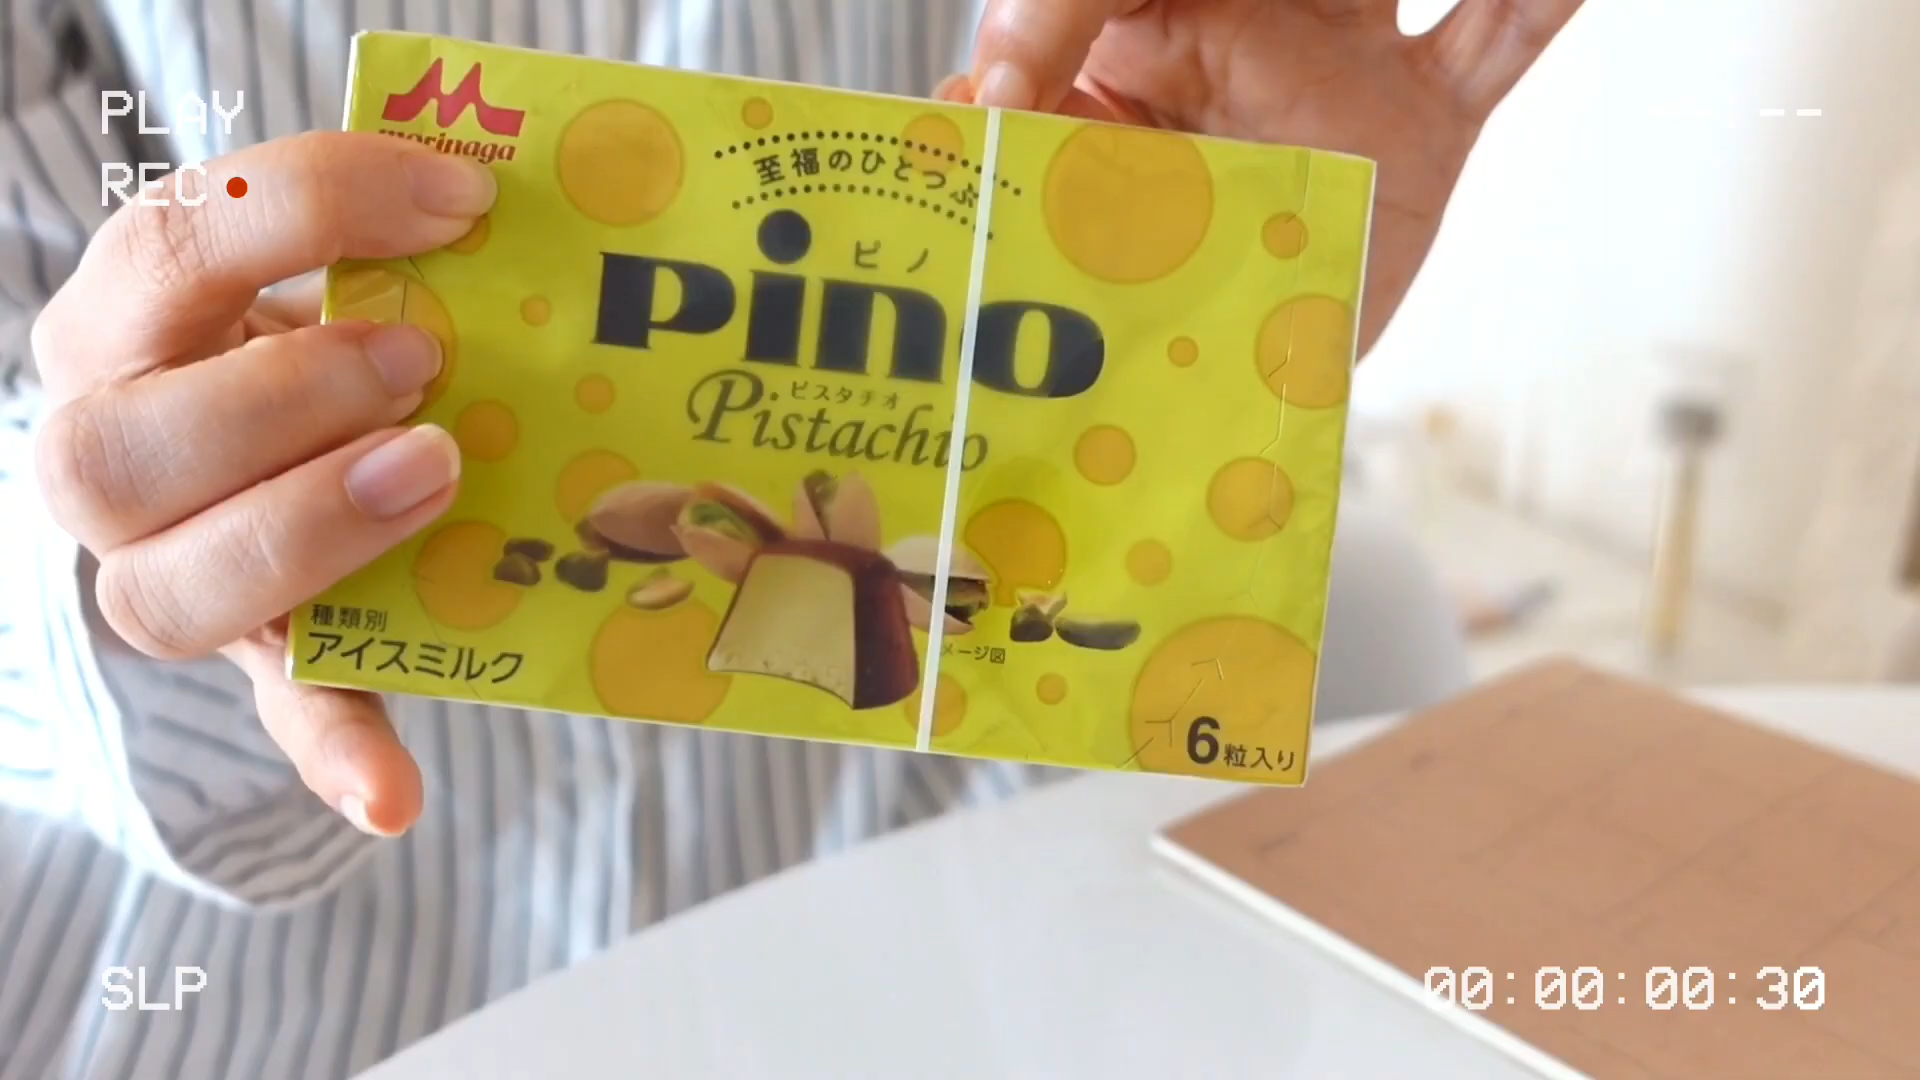 PLAY
REC
--:--
morinaga
至福のひとつぶ
ピノ
pino
ピスタチオ
Pistachio
種類別
アイスミルク
メージ図
6粒入り
SLP
00:00:00:30